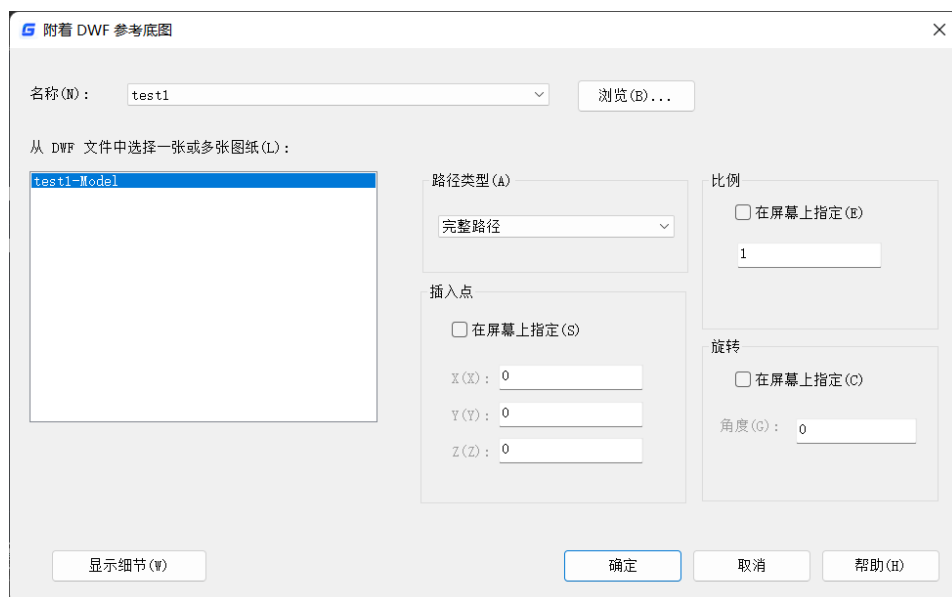 附着 DWF 参考底图
名称(N):
test1
浏览(B)...
从 DWF 文件中选择一张或多张图纸(L):
test1-Model
路径类型(A)
完整路径
插入点
在屏幕上指定(S)
X(X): 0
Y(Y): 0
Z(Z): 0
比例
在屏幕上指定(E)
1
旋转
在屏幕上指定(C)
角度(G): 0
显示细节(W)
确定
取消
帮助(H)